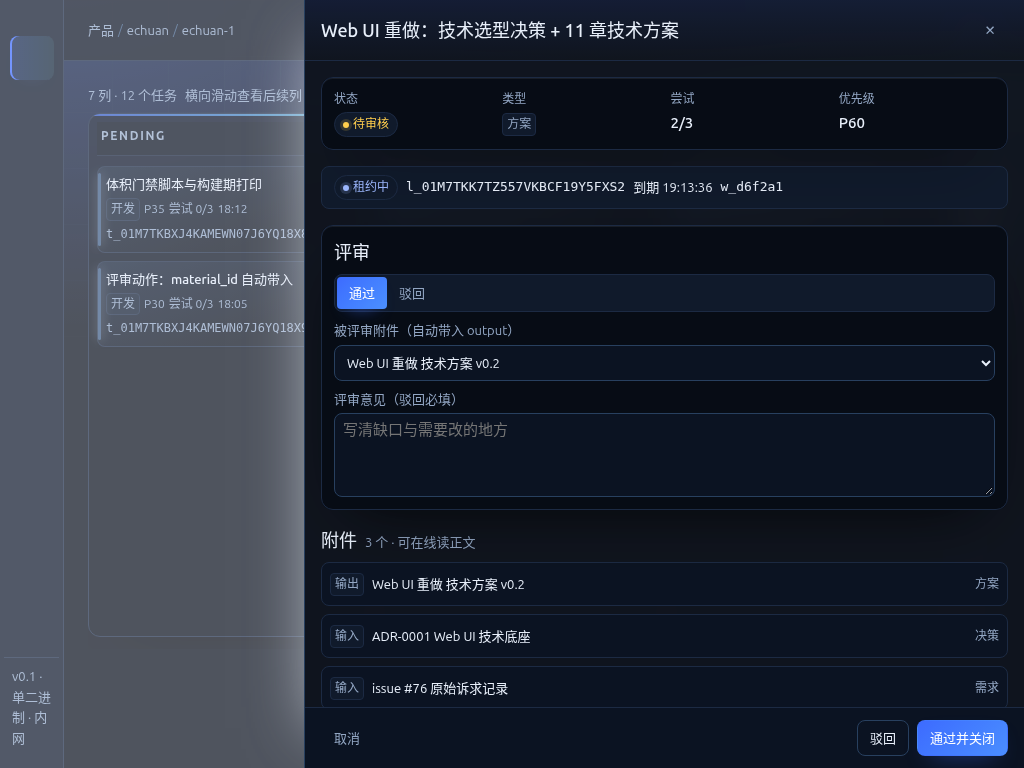 产品 / echuan / echuan-1
7 列 · 12 个任务 横向滑动查看后续列
PENDING
体积门禁脚本与构建期打印
开发 P35 尝试 0/3 18:12
t_01M7TKBXJ4KAMEWN07J6YQ18X
评审动作：material_id 自动带入
开发 P30 尝试 0/3 18:05
t_01M7TKBXJ4KAMEWN07J6YQ18X
v0.1 ·
单二进
制 · 内
网
Web UI 重做：技术选型决策 + 11 章技术方案
×
状态 类型 尝试 优先级
待审核 方案 2/3 P60
租约中 l_01M7TKK7TZ557VKBCF19Y5FXS2 到期 19:13:36 w_d6f2a1
评审
通过 驳回
被评审附件（自动带入 output）
Web UI 重做 技术方案 v0.2
评审意见（驳回必填）
写清缺口与需要改的地方
附件 3 个 · 可在线读正文
输出 Web UI 重做 技术方案 v0.2 方案
输入 ADR-0001 Web UI 技术底座 决策
输入 issue #76 原始诉求记录 需求
取消 驳回 通过并关闭